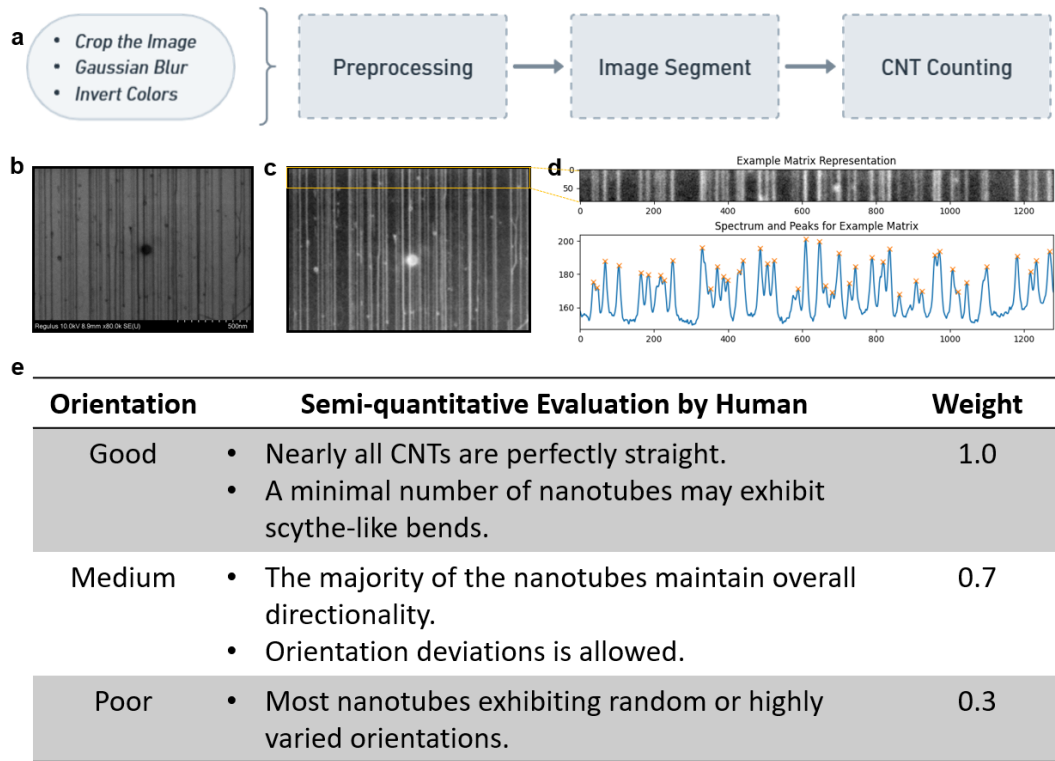 a
• Crop the Image
• Gaussian Blur
• Invert Colors
Preprocessing
Image Segment
CNT Counting
b
Regulus 10.0kV 8.9mm x80.0k SE(U)
500nm
c
d
Example Matrix Representation
0
50
0
200
400
600
800
1000
1200
Spectrum and Peaks for Example Matrix
200
180
160
0
200
400
600
800
1000
1200
e
Orientation Semi-quantitative Evaluation by Human Weight
Good • Nearly all CNTs are perfectly straight. 1.0
• A minimal number of nanotubes may exhibit
scythe-like bends.
Medium • The majority of the nanotubes maintain overall 0.7
directionality.
• Orientation deviations is allowed.
Poor • Most nanotubes exhibiting random or highly 0.3
varied orientations.